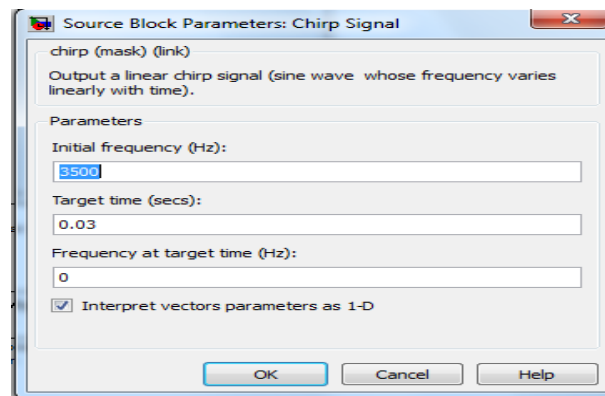 Source Block Parameters: Chirp Signal
chirp (mask) (link)
Output a linear chirp signal (sine wave whose frequency varies
linearly with time).
Parameters
Initial frequency (Hz):
3500
Target time (secs):
0.03
Frequency at target time (Hz):
0
Interpret vectors parameters as 1-D
OK Cancel Help